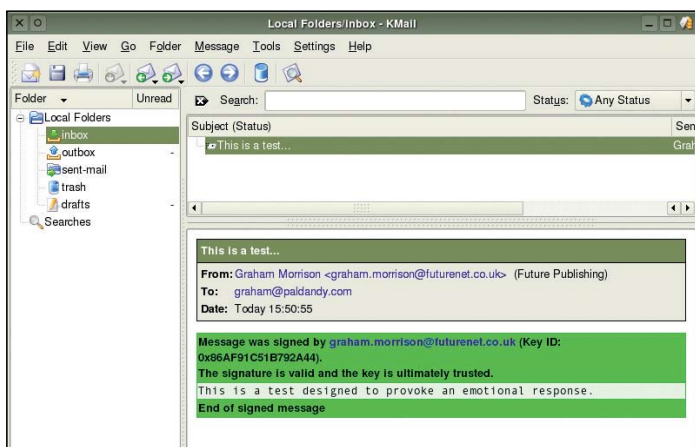 Local Folders/inbox - KMail
File Edit View Go Folder Message Tools Settings Help
Folder Unread
Local Folders
inbox
outbox -
sent-mail
trash
drafts -
Searches
Search: Status: Any Status
Subject (Status) Sen
This is a test... Grah
This is a test...
From: Graham Morrison <graham.morrison@futurenet.co.uk> (Future Publishing)
To: graham@paldandy.com
Date: Today 15:50:55
Message was signed by graham.morrison@futurenet.co.uk (Key ID:
0x86AF91C51B792A44).
The signature is valid and the key is ultimately trusted.
This is a test designed to provoke an emotional response.
End of signed message